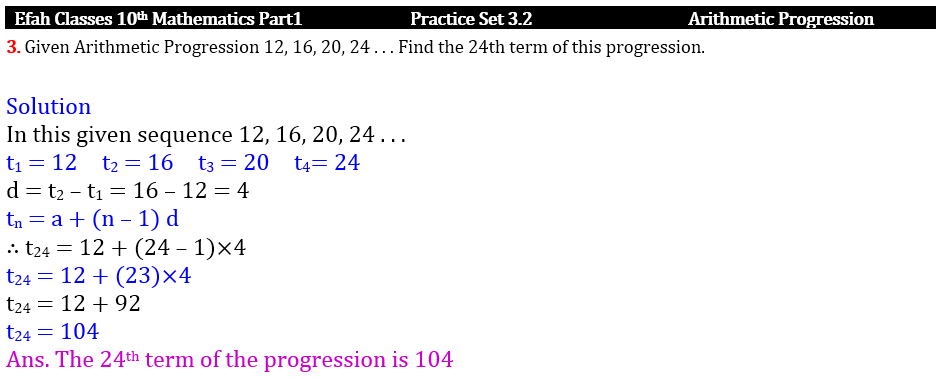 Efah Classes 10th Mathematics Part1 Practice Set 3.2 Arithmetic Progression
3. Given Arithmetic Progression 12, 16, 20, 24 . . . Find the 24th term of this progression.
Solution
In this given sequence 12, 16, 20, 24 . . .
t₁ = 12 t₂ = 16 t₃ = 20 t₄= 24
d = t₂ – t₁ = 16 – 12 = 4
tₙ = a + (n – 1) d
∴ t₂₄ = 12 + (24 – 1)×4
t₂₄ = 12 + (23)×4
t₂₄ = 12 + 92
t₂₄ = 104
Ans. The 24th term of the progression is 104